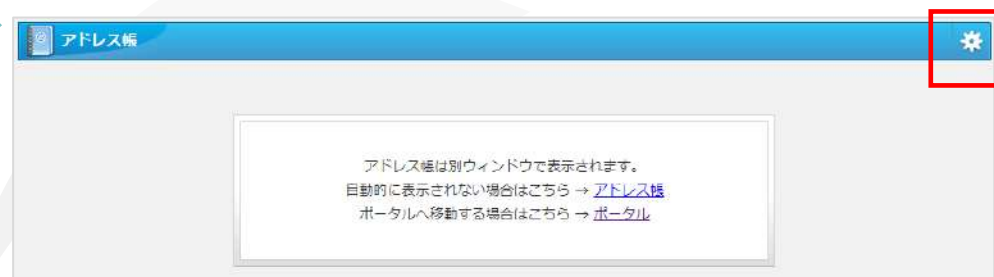 アドレス帳
アドレス帳は別ウィンドウで表示されます。
自動的に表示されない場合はこちら → アドレス帳
ポータルへ移動する場合はこちら → ポータル